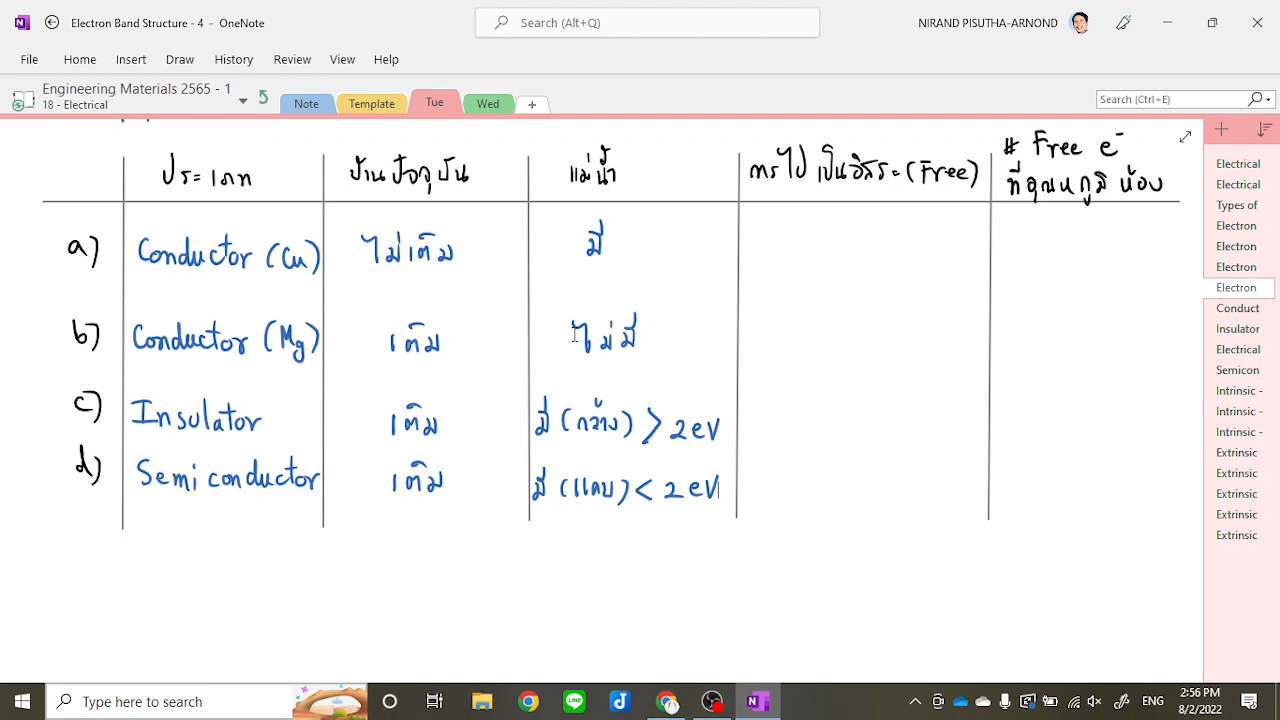 Electron Band Structure - 4 - OneNote
Search (Alt+Q)
NIRAND PISUTHA-ARNOND
File Home Insert Draw History Review View Help
Engineering Materials 2565 - 1
18 - Electrical
Note Template Tue Wed
Search (Ctrl+E)
ประเภท บ้านปัจจุบัน แม่น้ำ การไปเป็นอิสระ (Free) # Free e⁻
ที่อุณหภูมิห้อง
a) Conductor (Cu) ไม่เต็ม มี
b) Conductor (Mg) เต็ม ไม่มี
c) Insulator เต็ม มี (กว้าง) > 2 eV
d) Semiconductor เต็ม มี (แคบ) < 2 eV
Electrical
Electrical
Types of
Electron
Electron
Electron
Electron
Conduct
Insulator
Electrical
Semicon
Intrinsic -
Intrinsic -
Intrinsic -
Extrinsic
Extrinsic
Extrinsic
Extrinsic
Extrinsic
Type here to search
ENG
2:56 PM
8/2/2022